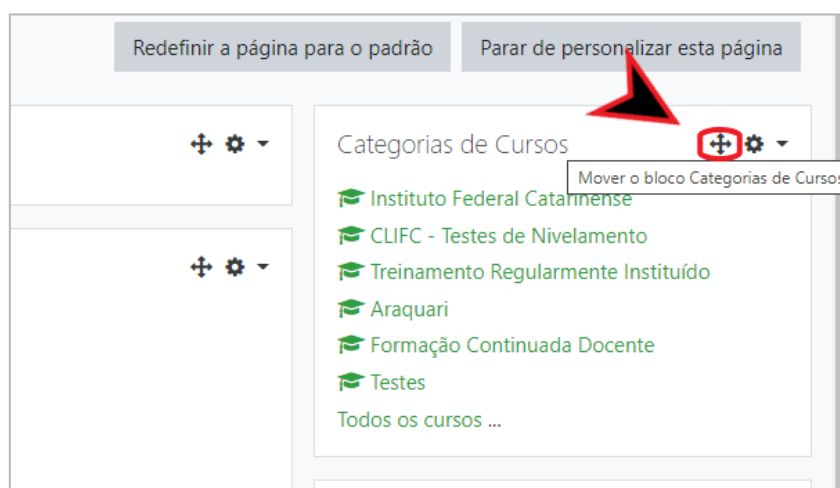 Redefinir a página para o padrão
Parar de personalizar esta página
Categorias de Cursos
Mover o bloco Categorias de Cursos
Instituto Federal Catarinense
CLIFC - Testes de Nivelamento
Treinamento Regularmente Instituído
Araquari
Formação Continuada Docente
Testes
Todos os cursos ...